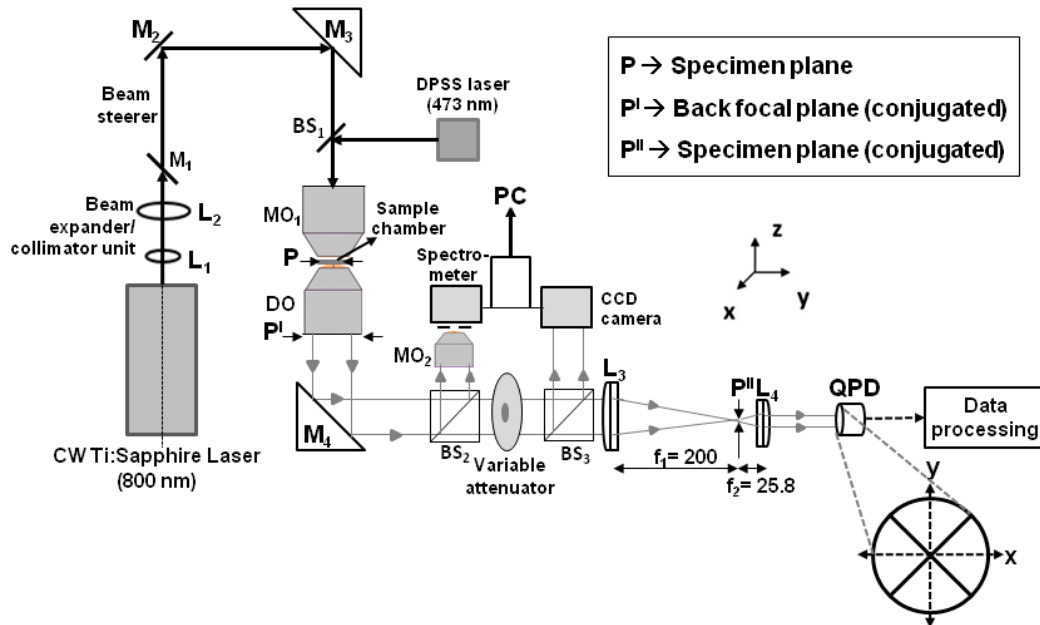 M₂
M₃
P → Specimen plane
Pᴵ → Back focal plane (conjugated)
Pᴵᴵ → Specimen plane (conjugated)
Beam
steerer
DPSS laser
(473 nm)
BS₁
M₁
Beam
expander/
collimator unit
L₂
L₁
MO₁
Sample
chamber
PC
P
Spectro-
meter
CCD
camera
z
x
y
DO
Pᴵ
MO₂
L₃
PᴵᴵL₄
QPD
Data
processing
M₄
BS₂
Variable
attenuator
BS₃
f₁= 200
f₂= 25.8
CW Ti:Sapphire Laser
(800 nm)
y
x